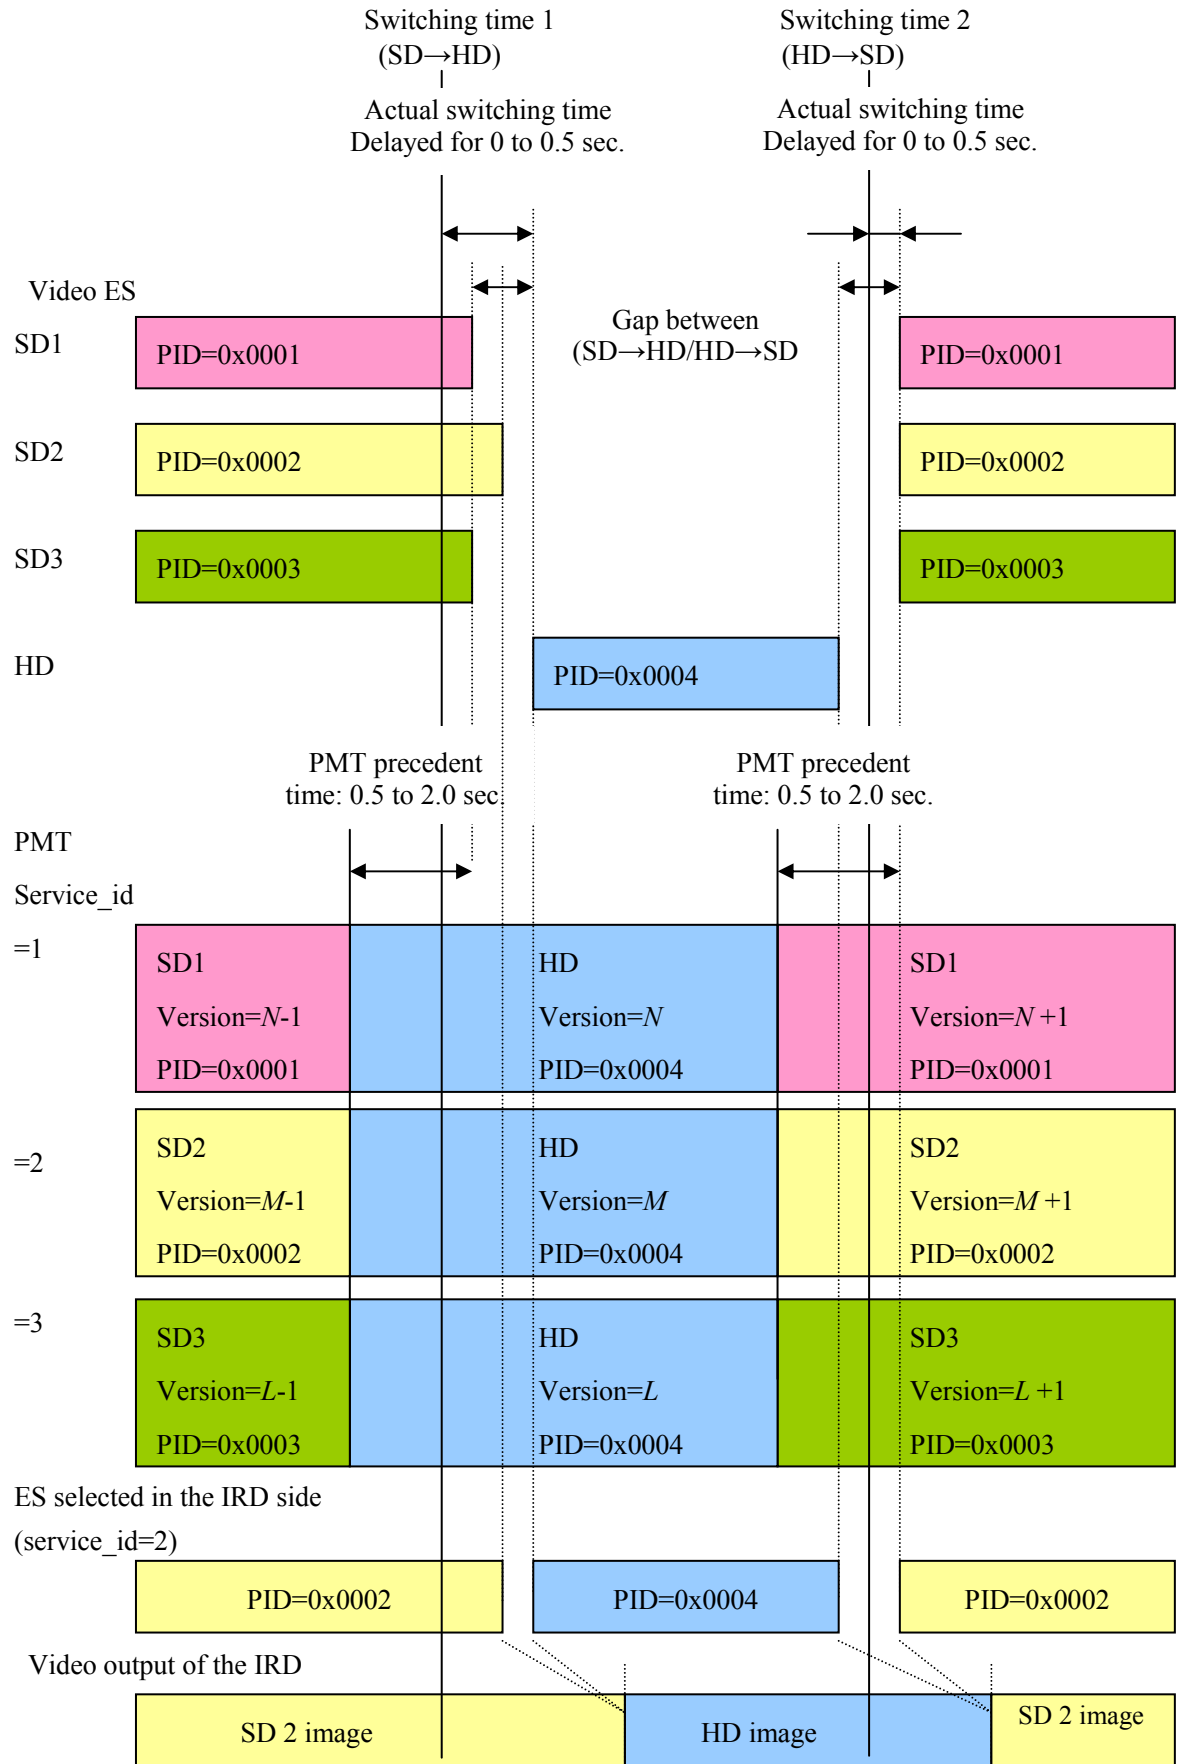 Switching time 1
(SD→HD)
Switching time 2
(HD→SD)
Actual switching time
Delayed for 0 to 0.5 sec.
Actual switching time
Delayed for 0 to 0.5 sec.
Video ES
Gap between
(SD→HD/HD→SD
SD1
PID=0x0001
PID=0x0001
SD2
PID=0x0002
PID=0x0002
SD3
PID=0x0003
PID=0x0003
HD
PID=0x0004
PMT precedent
time: 0.5 to 2.0 sec.
PMT precedent
time: 0.5 to 2.0 sec.
PMT
Service_id
=1
SD1
Version=N-1
PID=0x0001
HD
Version=N
PID=0x0004
SD1
Version=N +1
PID=0x0001
=2
SD2
Version=M-1
PID=0x0002
HD
Version=M
PID=0x0004
SD2
Version=M +1
PID=0x0002
=3
SD3
Version=L-1
PID=0x0003
HD
Version=L
PID=0x0004
SD3
Version=L +1
PID=0x0003
ES selected in the IRD side
(service_id=2)
PID=0x0002
PID=0x0004
PID=0x0002
Video output of the IRD
SD 2 image
HD image
SD 2 image